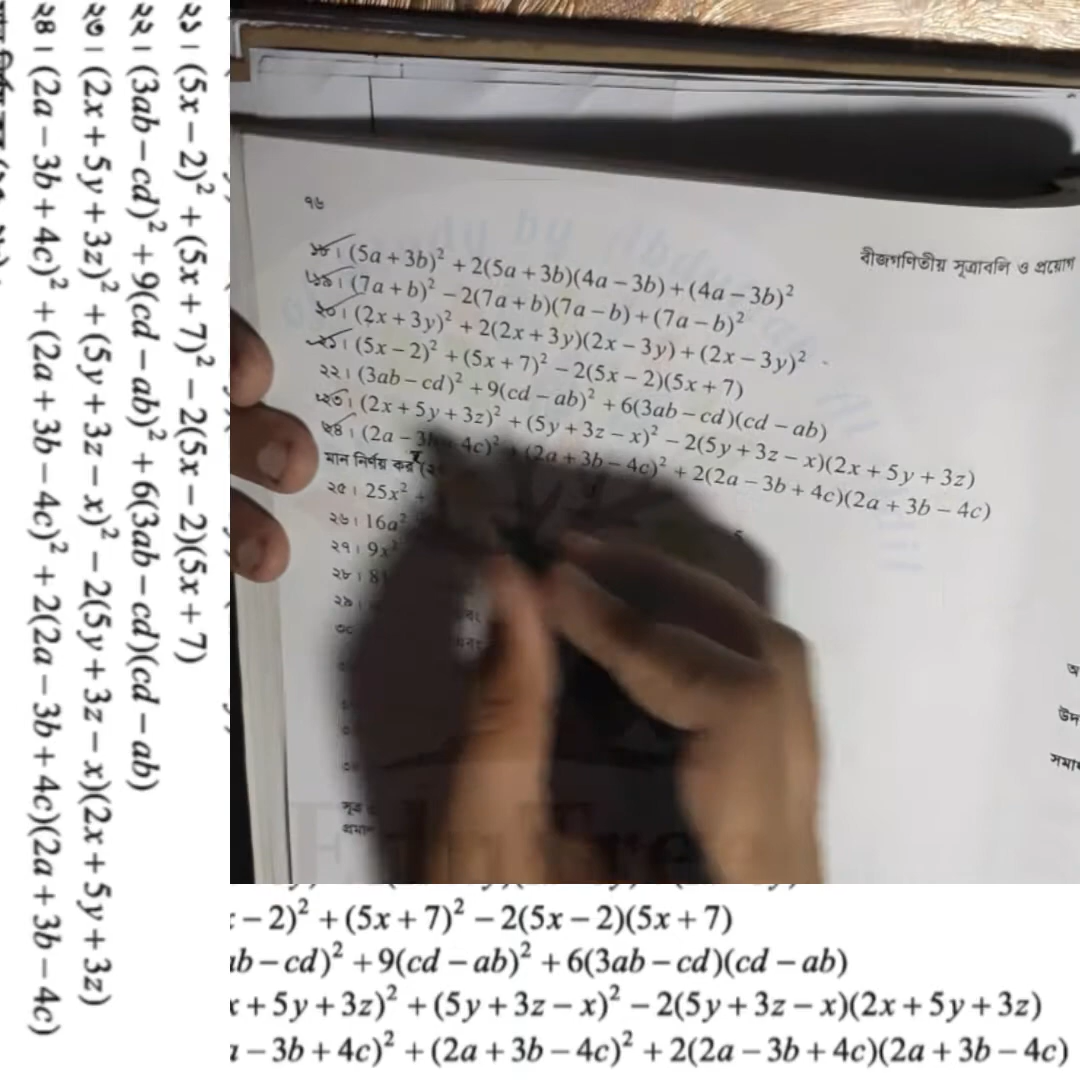 ২১। (5x – 2)² + (5x + 7)² – 2(5x – 2)(5x + 7)
২২। (3ab – cd)² + 9(cd – ab)² + 6(3ab – cd)(cd – ab)
২৩। (2x + 5y + 3z)² + (5y + 3z – x)² – 2(5y + 3z – x)(2x + 5y + 3z)
২৪। (2a – 3b + 4c)² + (2a + 3b – 4c)² + 2(2a – 3b + 4c)(2a + 3b – 4c)
৭৬
বীজগণিতীয় সূত্রাবলি ও প্রয়োগ
১৮। (5a + 3b)² + 2(5a + 3b)(4a – 3b) + (4a – 3b)²
১৯। (7a + b)² – 2(7a + b)(7a – b) + (7a – b)²
২০। (2x + 3y)² + 2(2x + 3y)(2x – 3y) + (2x – 3y)²
২১। (5x – 2)² + (5x + 7)² – 2(5x – 2)(5x + 7)
২২। (3ab – cd)² + 9(cd – ab)² + 6(3ab – cd)(cd – ab)
২৩। (2x + 5y + 3z)² + (5y + 3z – x)² – 2(5y + 3z – x)(2x + 5y + 3z)
২৪। (2a – 3b + 4c)² + (2a + 3b – 4c)² + 2(2a – 3b + 4c)(2a + 3b – 4c)
মান নির্ণয় কর
২৫। 25x² +
২৬। 16a²
২৭। 9x²
২৮। 8
২৯।
– 2)² + (5x + 7)² – 2(5x – 2)(5x + 7)
b – cd)² + 9(cd – ab)² + 6(3ab – cd)(cd – ab)
+ 5y + 3z)² + (5y + 3z – x)² – 2(5y + 3z – x)(2x + 5y + 3z)
– 3b + 4c)² + (2a + 3b – 4c)² + 2(2a – 3b + 4c)(2a + 3b – 4c)